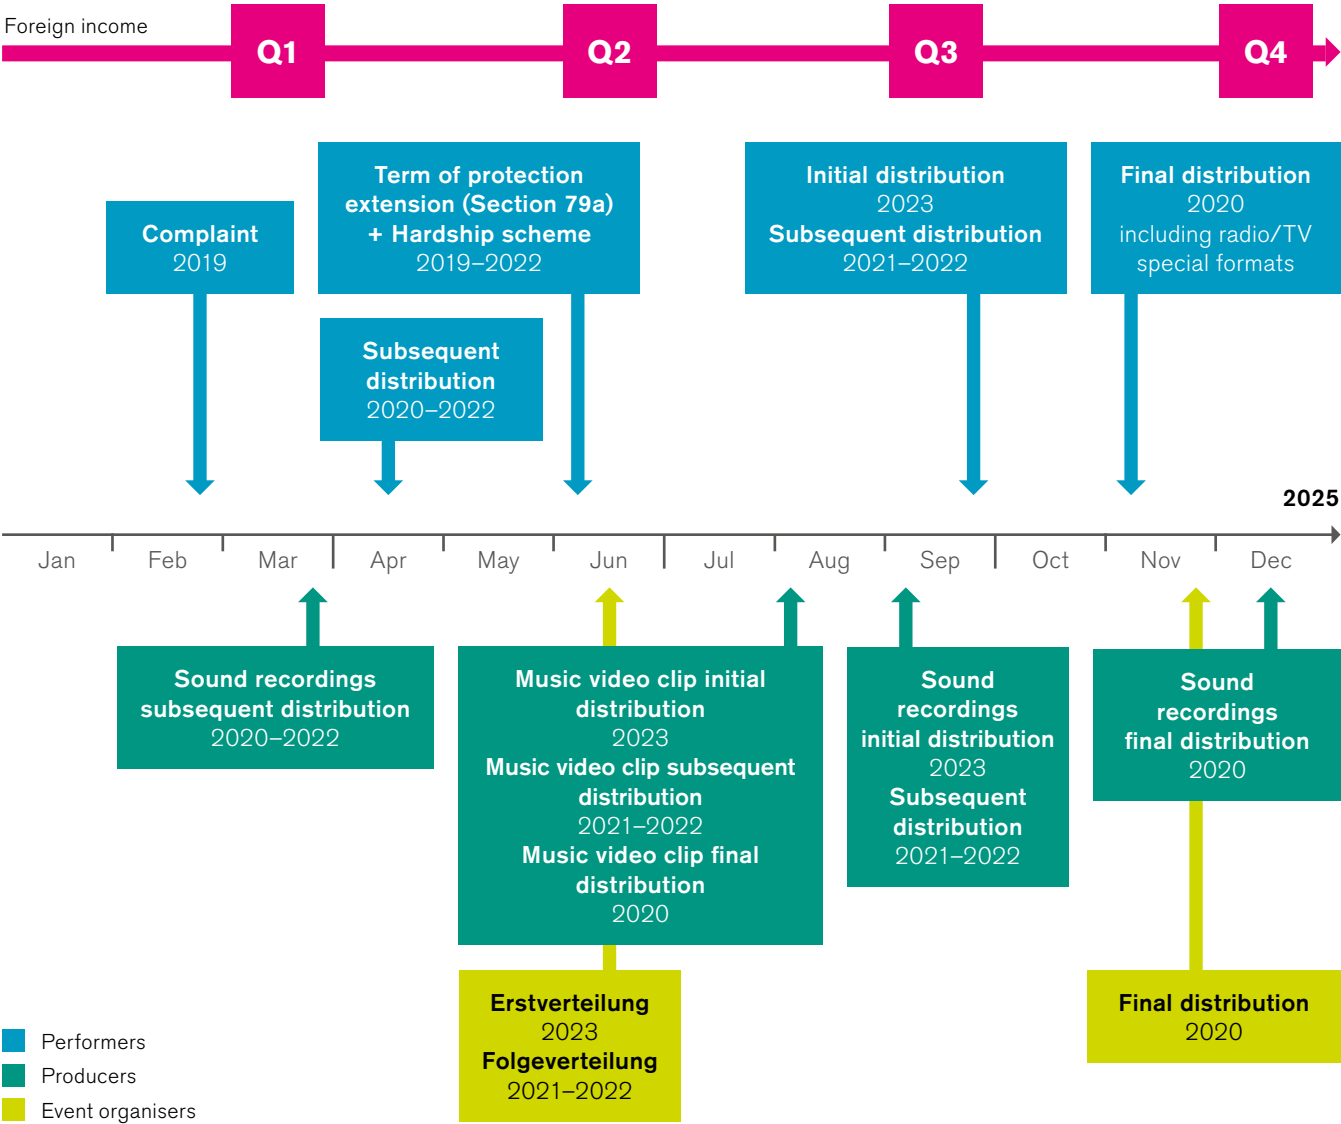 Foreign income
Q1
Q2
Q3
Q4
Complaint
2019
Term of protection
extension (Section 79a)
+ Hardship scheme
2019–2022
Subsequent
distribution
2020–2022
Initial distribution
2023
Subsequent distribution
2021–2022
Final distribution
2020
including radio/TV
special formats
2025
Jan
Feb
Mar
Apr
May
Jun
Jul
Aug
Sep
Oct
Nov
Dec
Sound recordings
subsequent distribution
2020–2022
Music video clip initial
distribution
2023
Music video clip subsequent
distribution
2021–2022
Music video clip final
distribution
2020
Sound
recordings
initial distribution
2023
Subsequent
distribution
2021–2022
Sound
recordings
final distribution
2020
Erstverteilung
2023
Folgeverteilung
2021–2022
Final distribution
2020
Performers
Producers
Event organisers